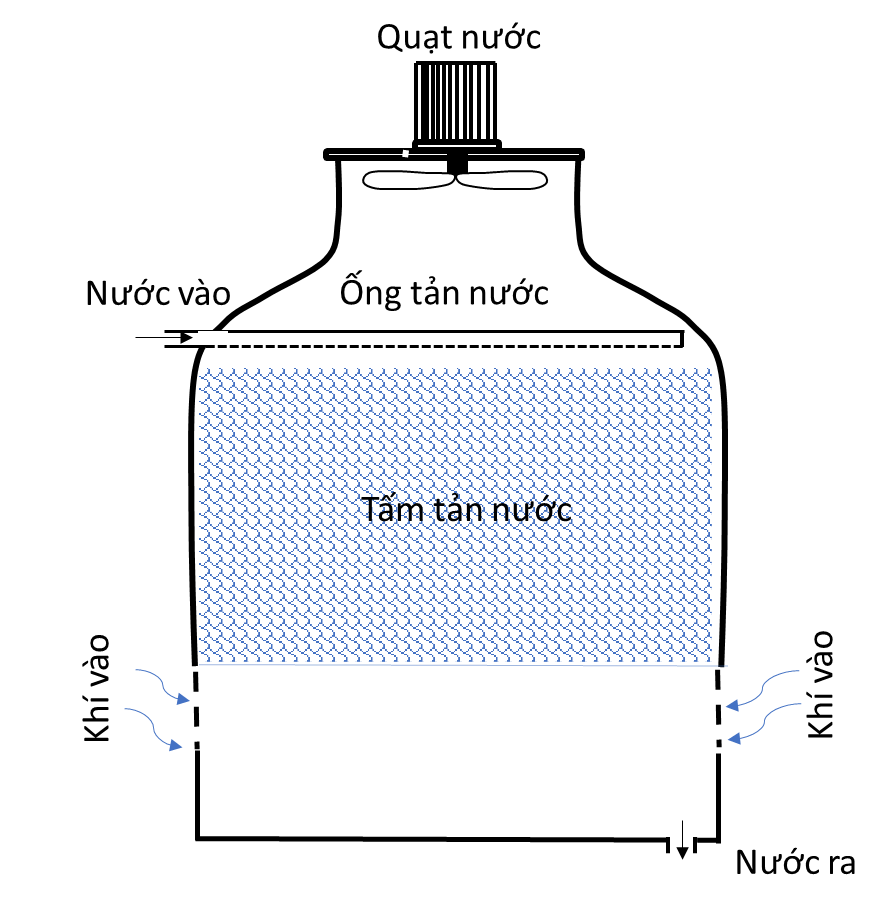 Quạt nước
Nước vào
Ống tản nước
Tấm tản nước
Khí vào
Khí vào
Nước ra